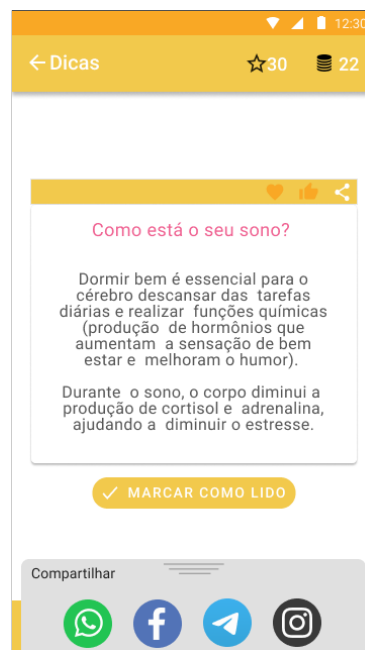 12:30
Dicas
30
22
Como está o seu sono?
Dormir bem é essencial para o
cérebro descansar das tarefas
diárias e realizar funções químicas
(produção de hormônios que
aumentam a sensação de bem
estar e melhoram o humor).
Durante o sono, o corpo diminui a
produção de cortisol e adrenalina,
ajudando a diminuir o estresse.
MARCAR COMO LIDO
Compartilhar